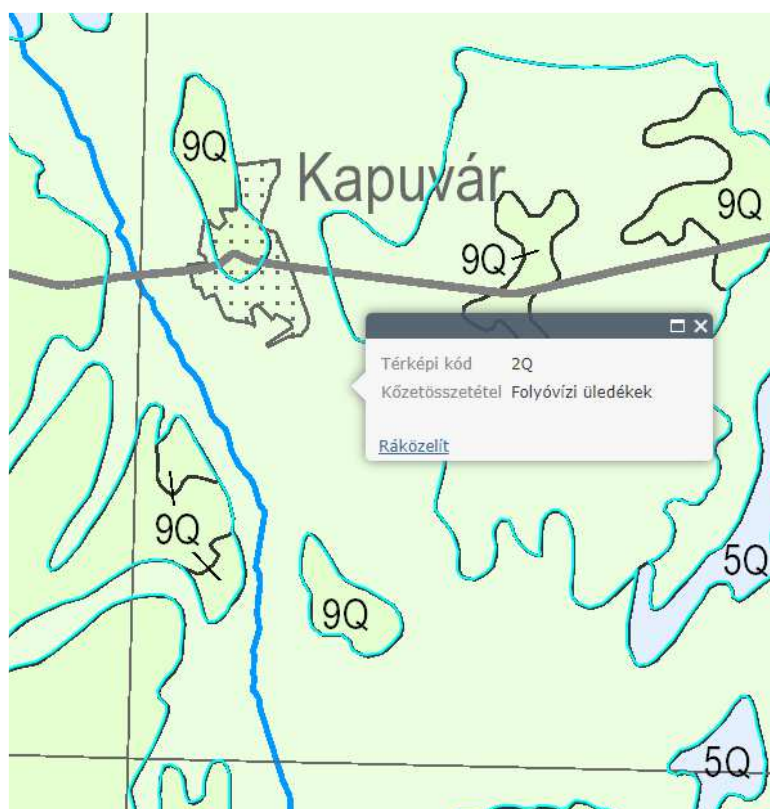 9Q
Kapuvár
9Q
9Q
Térképi kód 2Q
Kőzetösszetétel Folyóvízi üledékek
Ráközelít
9Q
5Q
9Q
5Q